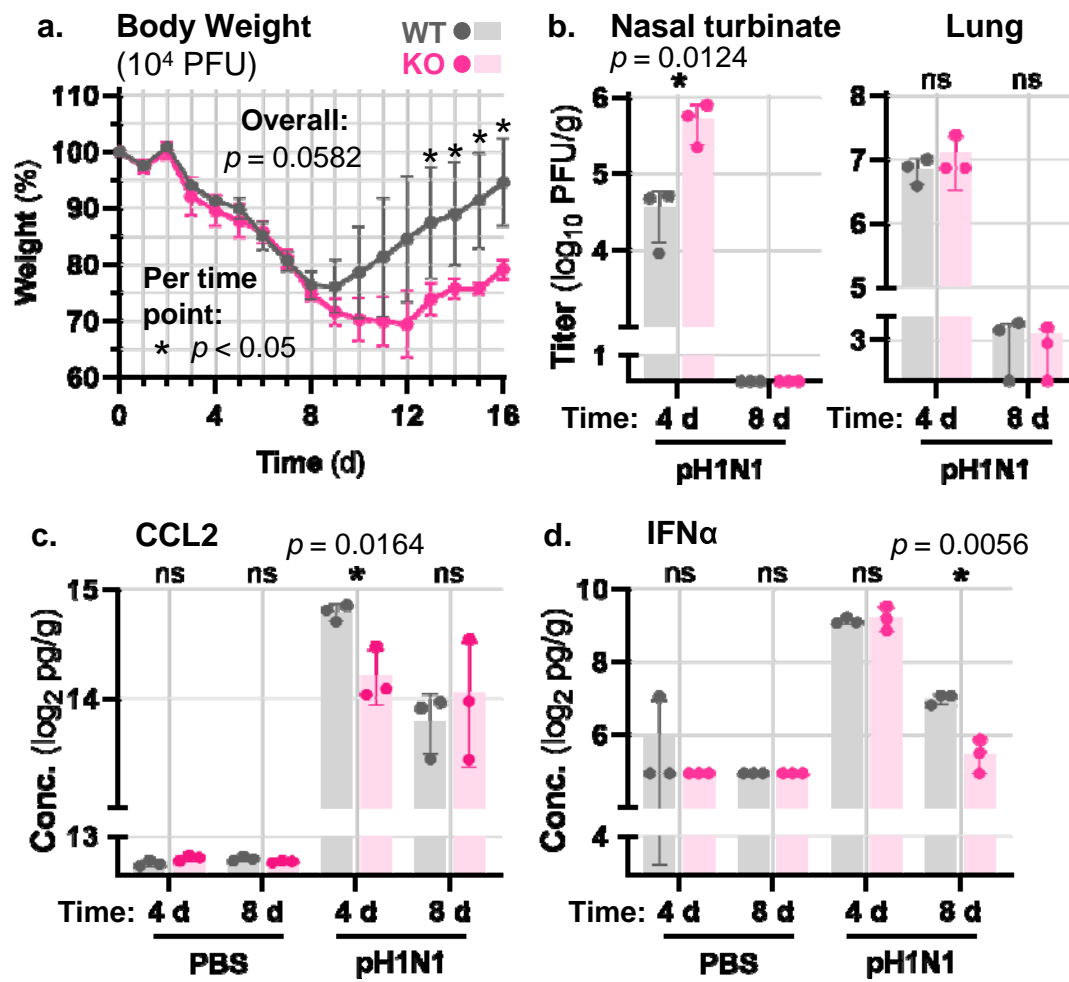 a. Body Weight
(10⁴ PFU)
WT
KO
Weight (%)
110
100
90
80
70
60
Overall:
p = 0.0582
* * * *
Per time
point:
* p < 0.05
0 4 8 12 16
Time (d)
b. Nasal turbinate
p = 0.0124
*
Titer (log₁₀ PFU/g)
6
5
4
1
Time: 4 d 8 d
pH1N1
Lung
ns ns
8
7
6
5
3
Time: 4 d 8 d
pH1N1
c. CCL2
p = 0.0164
ns ns * ns
Conc. (log₂ pg/g)
15
14
13
Time: 4 d 8 d 4 d 8 d
PBS pH1N1
d. IFNα
p = 0.0056
ns ns ns *
Conc. (log₂ pg/g)
10
8
6
4
Time: 4 d 8 d 4 d 8 d
PBS pH1N1